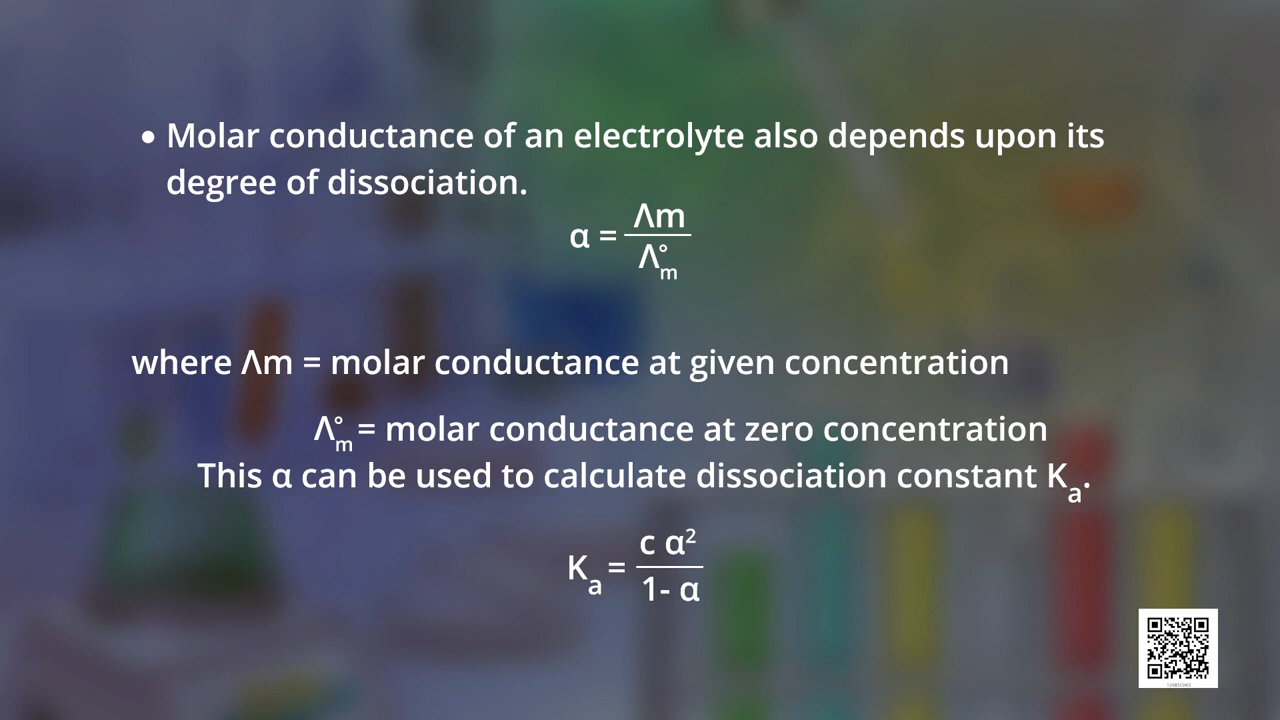 • Molar conductance of an electrolyte also depends upon its
degree of dissociation.
α = Λm / Λ°m
where Λm = molar conductance at given concentration
Λ°m = molar conductance at zero concentration
This α can be used to calculate dissociation constant Ka.
Ka = c α² / 1- α